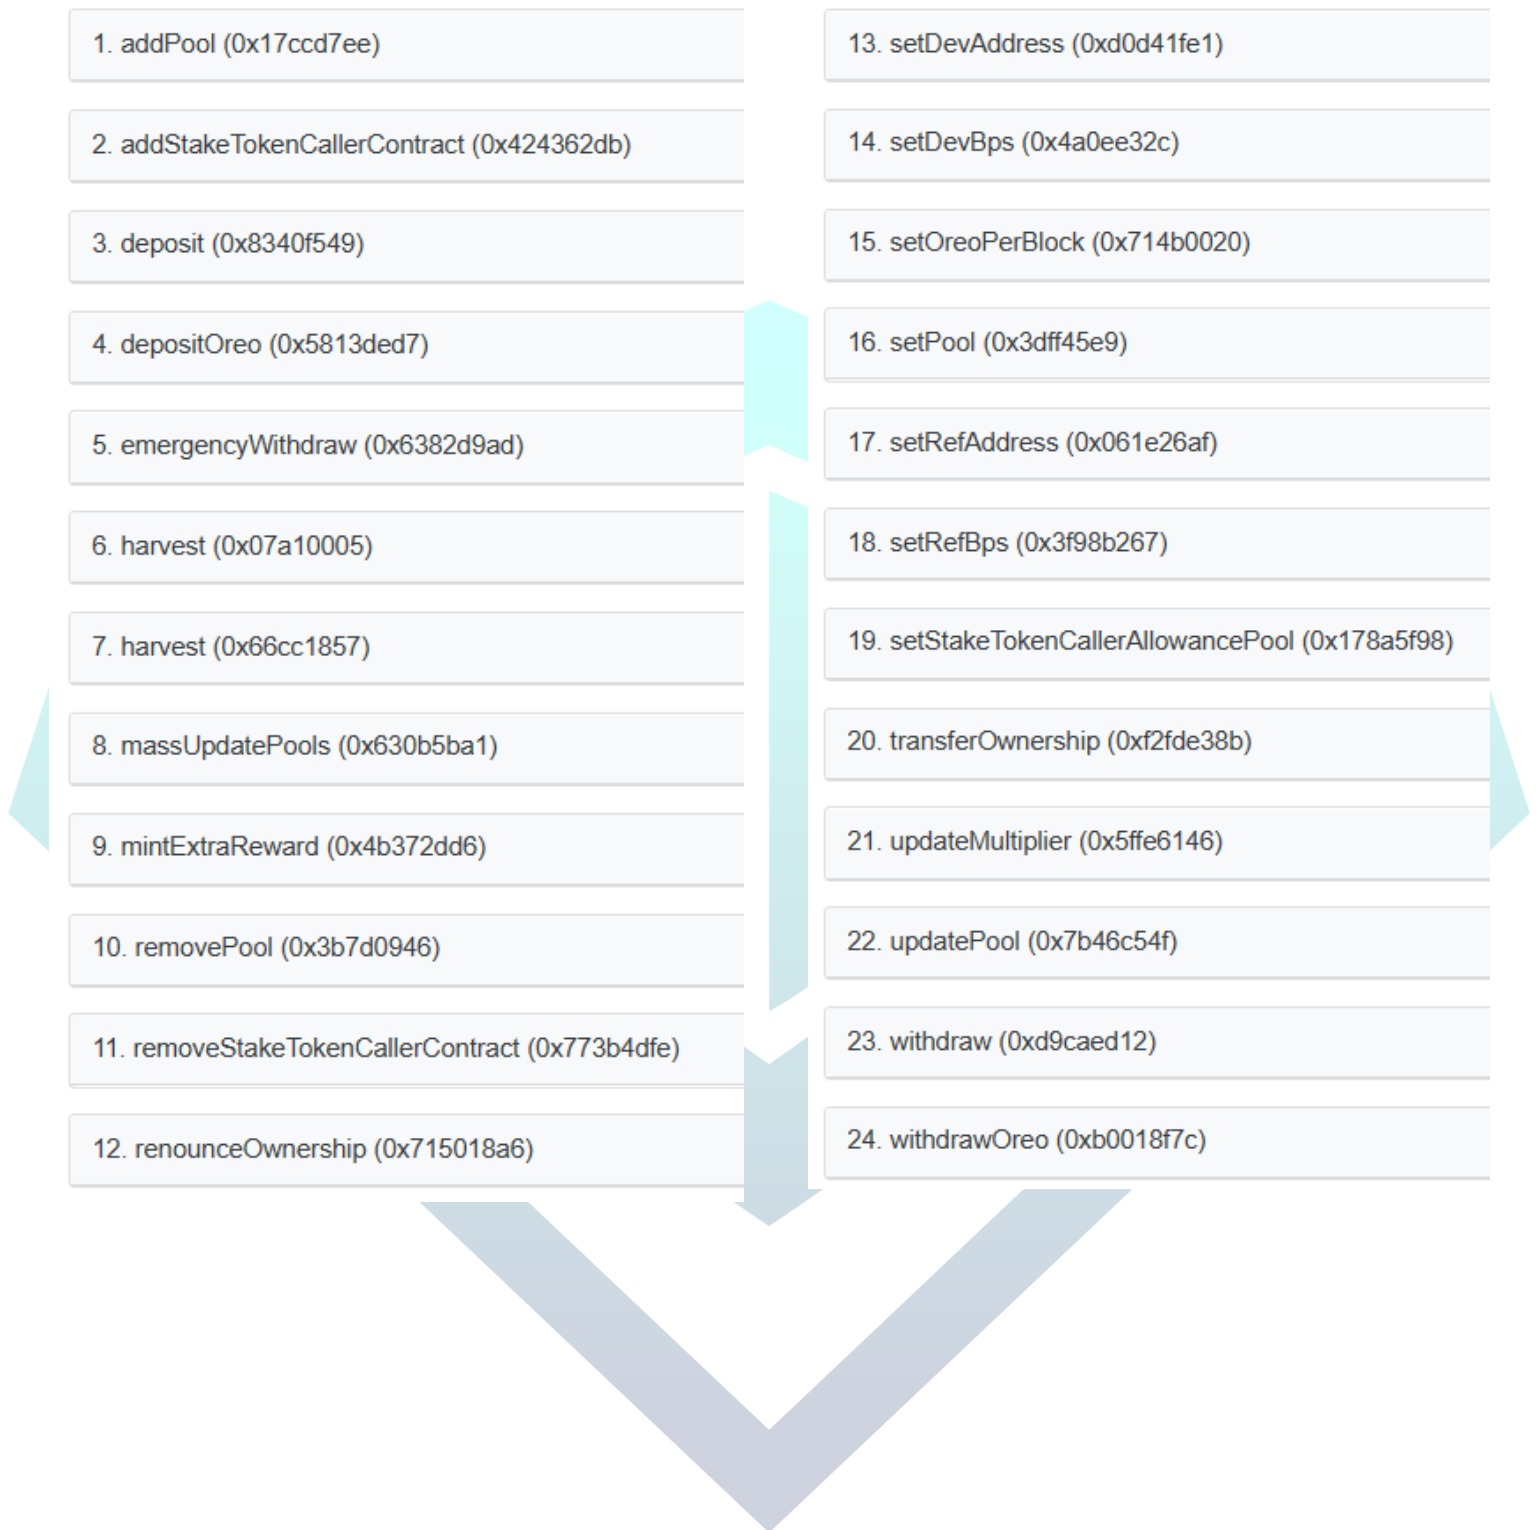 1. addPool (0x17ccd7ee)
2. addStakeTokenCallerContract (0x424362db)
3. deposit (0x8340f549)
4. depositOreo (0x5813ded7)
5. emergencyWithdraw (0x6382d9ad)
6. harvest (0x07a10005)
7. harvest (0x66cc1857)
8. massUpdatePools (0x630b5ba1)
9. mintExtraReward (0x4b372dd6)
10. removePool (0x3b7d0946)
11. removeStakeTokenCallerContract (0x773b4dfe)
12. renounceOwnership (0x715018a6)
13. setDevAddress (0xd0d41fe1)
14. setDevBps (0x4a0ee32c)
15. setOreoPerBlock (0x714b0020)
16. setPool (0x3dff45e9)
17. setRefAddress (0x061e26af)
18. setRefBps (0x3f98b267)
19. setStakeTokenCallerAllowancePool (0x178a5f98)
20. transferOwnership (0xf2fde38b)
21. updateMultiplier (0x5ffe6146)
22. updatePool (0x7b46c54f)
23. withdraw (0xd9caed12)
24. withdrawOreo (0xb0018f7c)